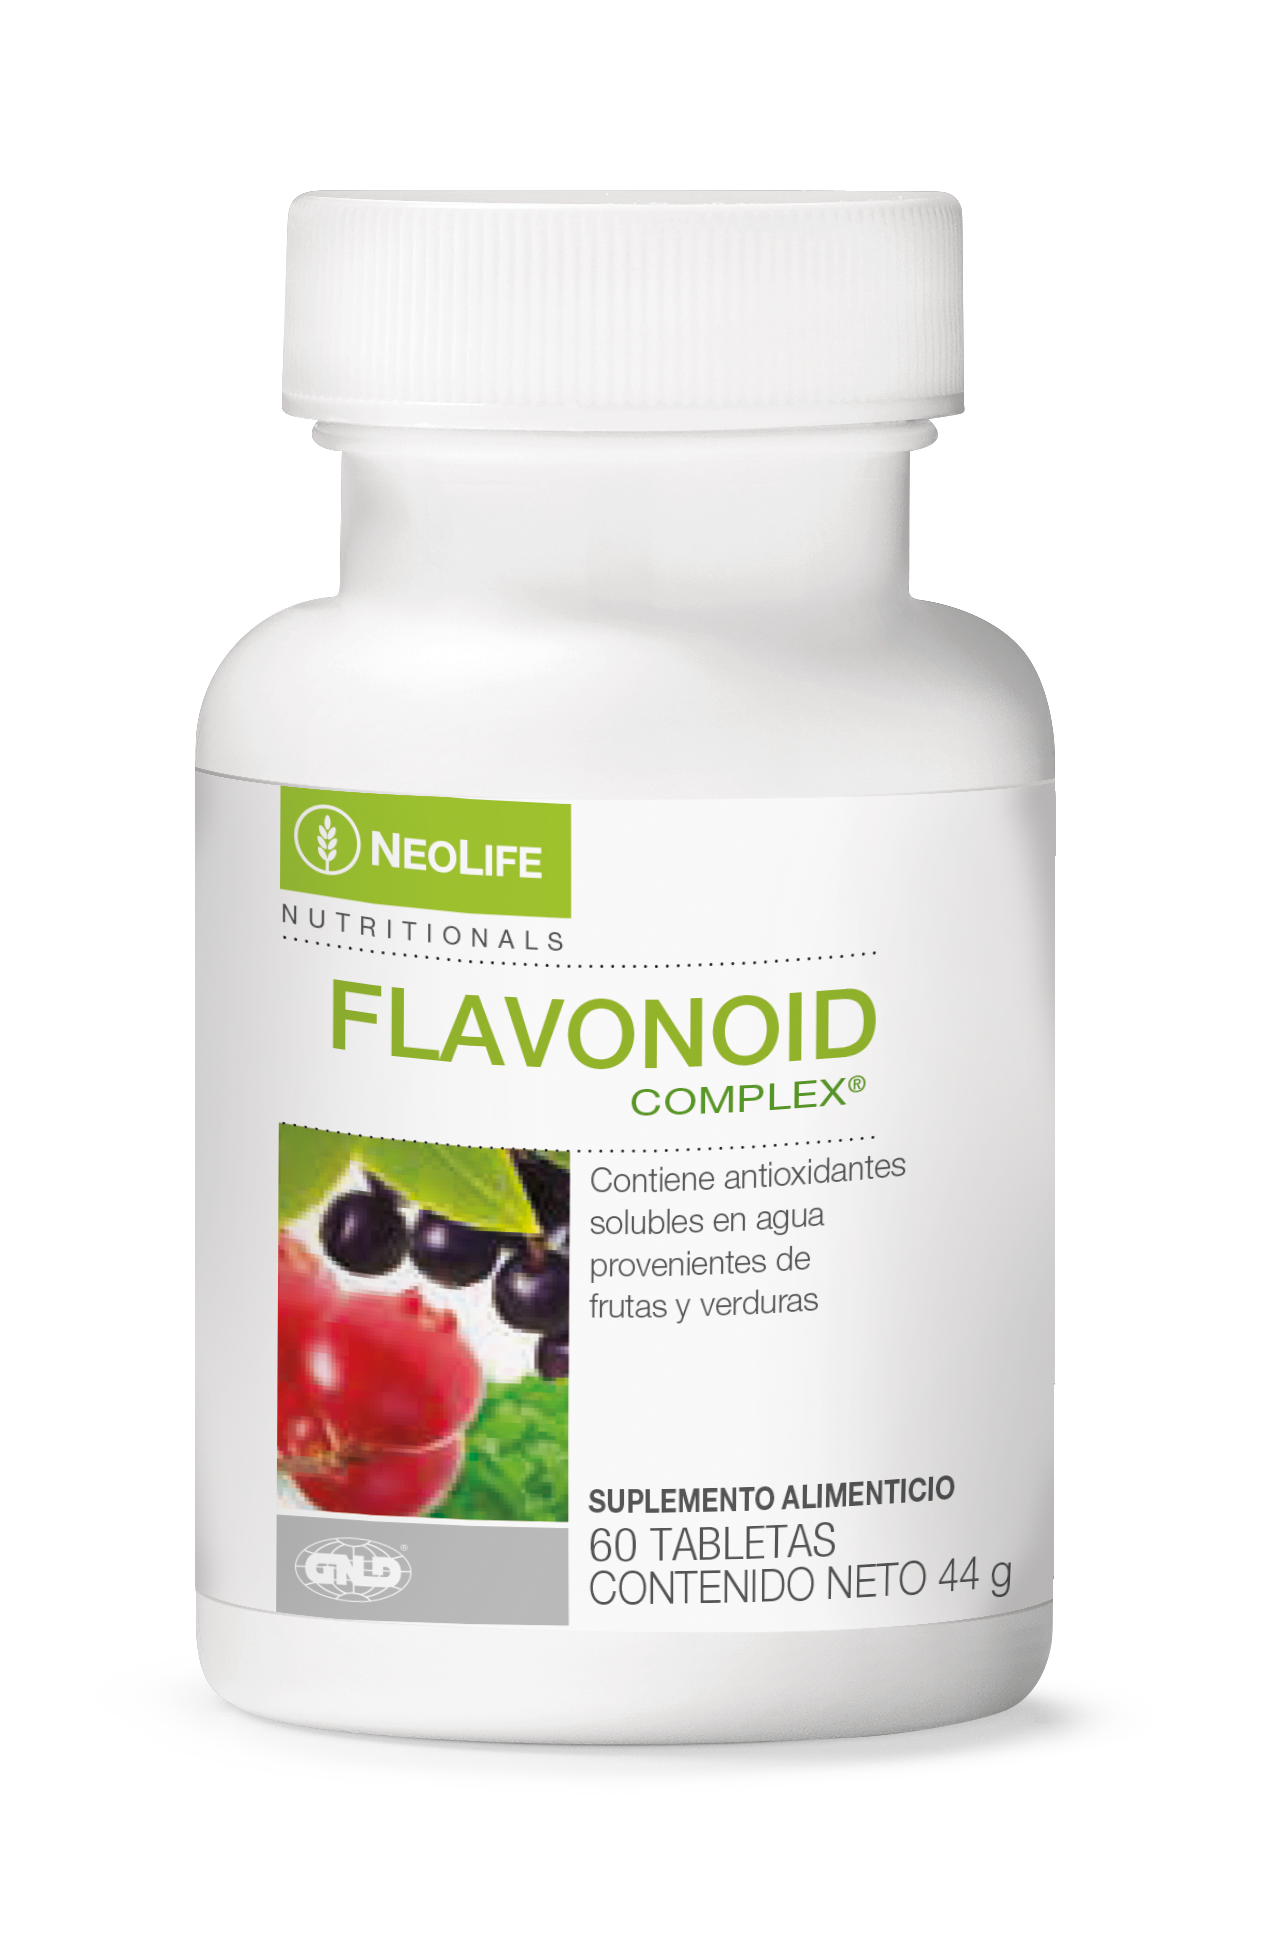 NEOLIFE
NUTRITIONALS
FLAVONOID
COMPLEX®
Contiene antioxidantes
solubles en agua
provenientes de
frutas y verduras
SUPLEMENTO ALIMENTICIO
60 TABLETAS
CONTENIDO NETO 44 g
GNLD®